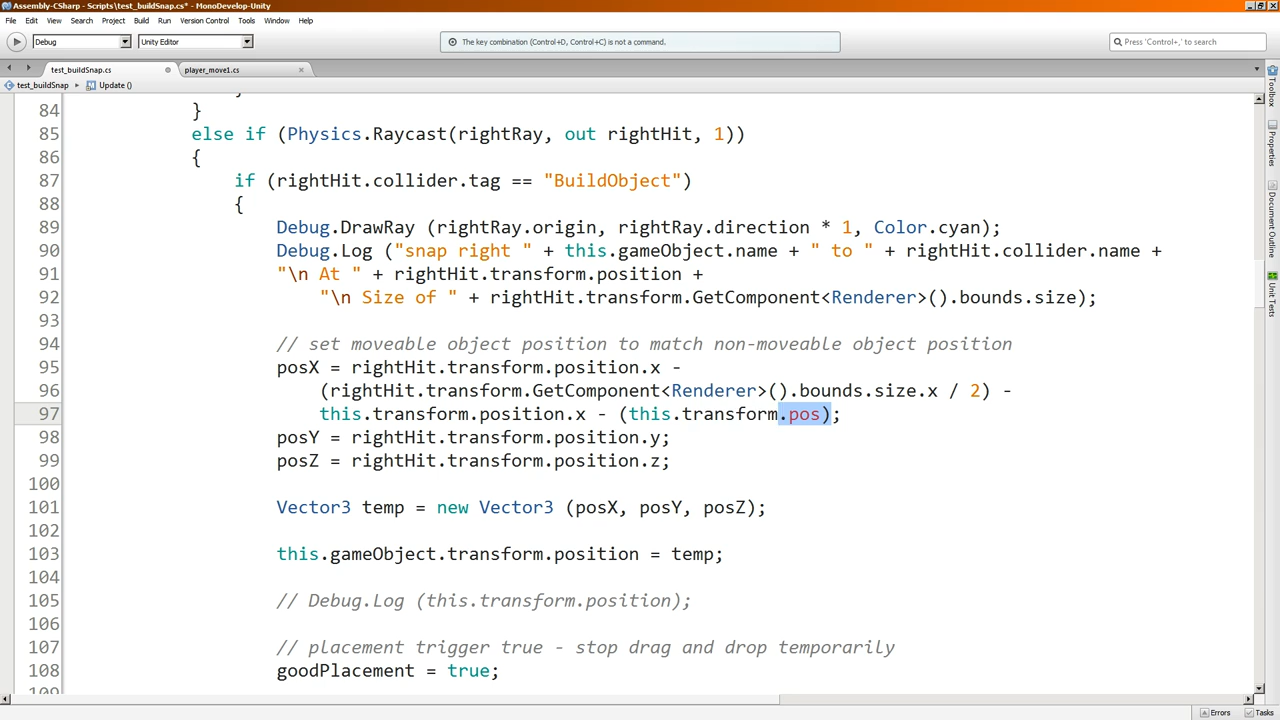 Assembly-CSharp - Scripts\test_buildSnap.cs* - MonoDevelop-Unity
File Edit View Search Project Build Run Version Control Tools Window Help
Debug Unity Editor The key combination (Control+D, Control+C) is not a command. Press 'Control+,' to search
test_buildSnap.cs player_move1.cs
test_buildSnap Update ()
84 }
85 else if (Physics.Raycast(rightRay, out rightHit, 1))
86 {
87 if (rightHit.collider.tag == "BuildObject")
88 {
89 Debug.DrawRay (rightRay.origin, rightRay.direction * 1, Color.cyan);
90 Debug.Log ("snap right " + this.gameObject.name + " to " + rightHit.collider.name +
91 "\n At " + rightHit.transform.position +
92 "\n Size of " + rightHit.transform.GetComponent<Renderer>().bounds.size);
93
94 // set moveable object position to match non-moveable object position
95 posX = rightHit.transform.position.x -
96 (rightHit.transform.GetComponent<Renderer>().bounds.size.x / 2) -
97 this.transform.position.x - (this.transform.pos);
98 posY = rightHit.transform.position.y;
99 posZ = rightHit.transform.position.z;
100
101 Vector3 temp = new Vector3 (posX, posY, posZ);
102
103 this.gameObject.transform.position = temp;
104
105 // Debug.Log (this.transform.position);
106
107 // placement trigger true - stop drag and drop temporarily
108 goodPlacement = true;
109
Toolbox
Properties
Document Outline
Unit Tests
Errors Tasks